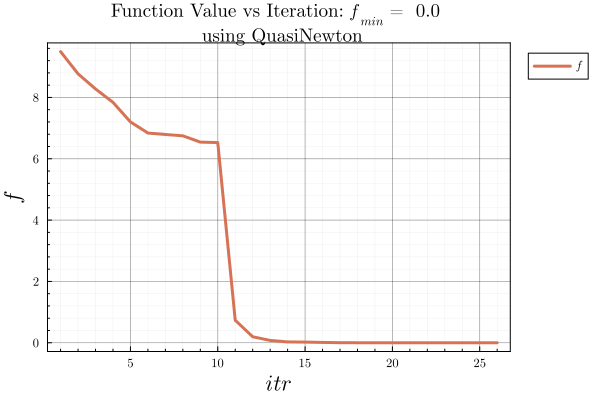 Function Value vs Iteration: f_min = 0.0
using QuasiNewton
f
8
6
4
2
0
5
10
15
20
25
itr
f